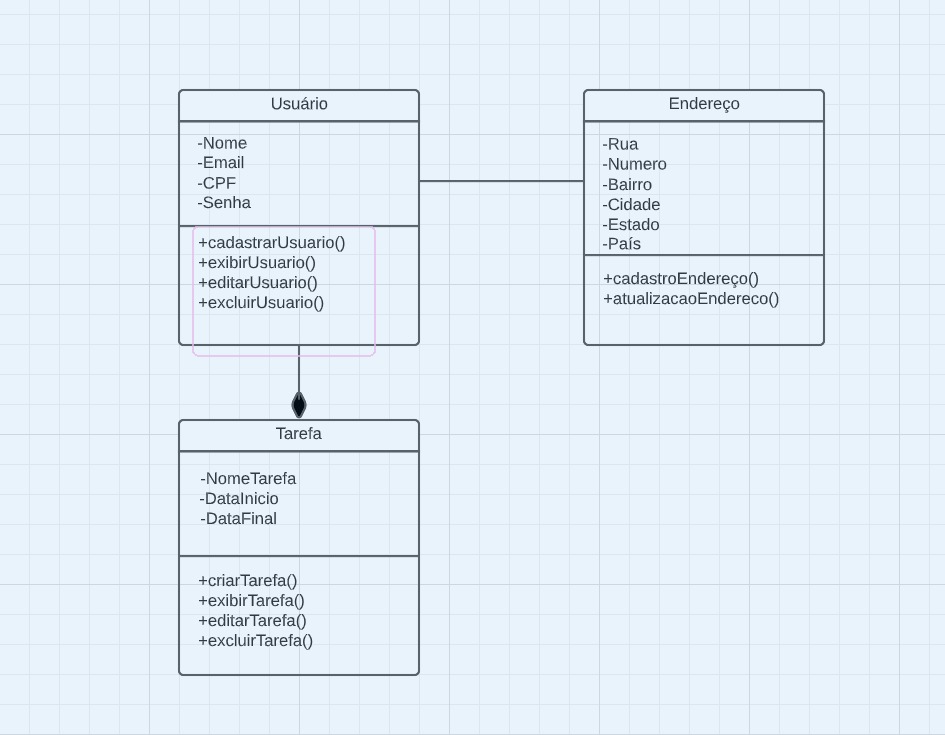 Usuário
-Nome
-Email
-CPF
-Senha
+cadastrarUsuario()
+exibirUsuario()
+editarUsuario()
+excluirUsuario()
Endereço
-Rua
-Numero
-Bairro
-Cidade
-Estado
-País
+cadastroEndereço()
+atualizacaoEndereco()
Tarefa
-NomeTarefa
-DataInicio
-DataFinal
+criarTarefa()
+exibirTarefa()
+editarTarefa()
+excluirTarefa()